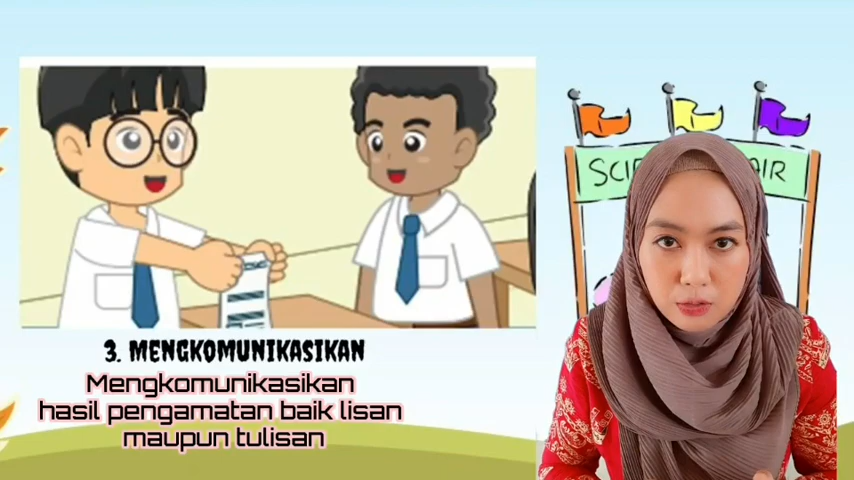 3. MENGKOMUNIKASIKAN
Mengkomunikasikan
hasil pengamatan baik lisan
maupun tulisan